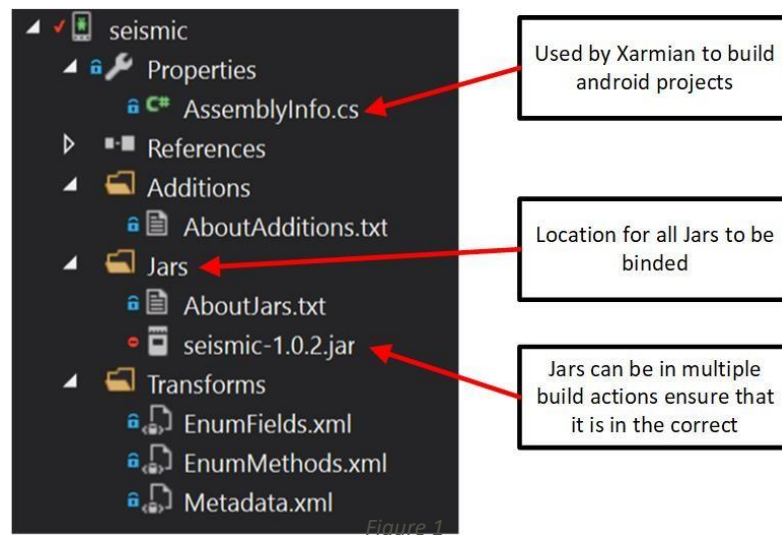 seismic
Properties
C# AssemblyInfo.cs
References
Additions
AboutAdditions.txt
Jars
AboutJars.txt
seismic-1.0.2.jar
Transforms
EnumFields.xml
EnumMethods.xml
Metadata.xml
Figure 1
Used by Xarmian to build
android projects
Location for all Jars to be
binded
Jars can be in multiple
build actions ensure that
it is in the correct